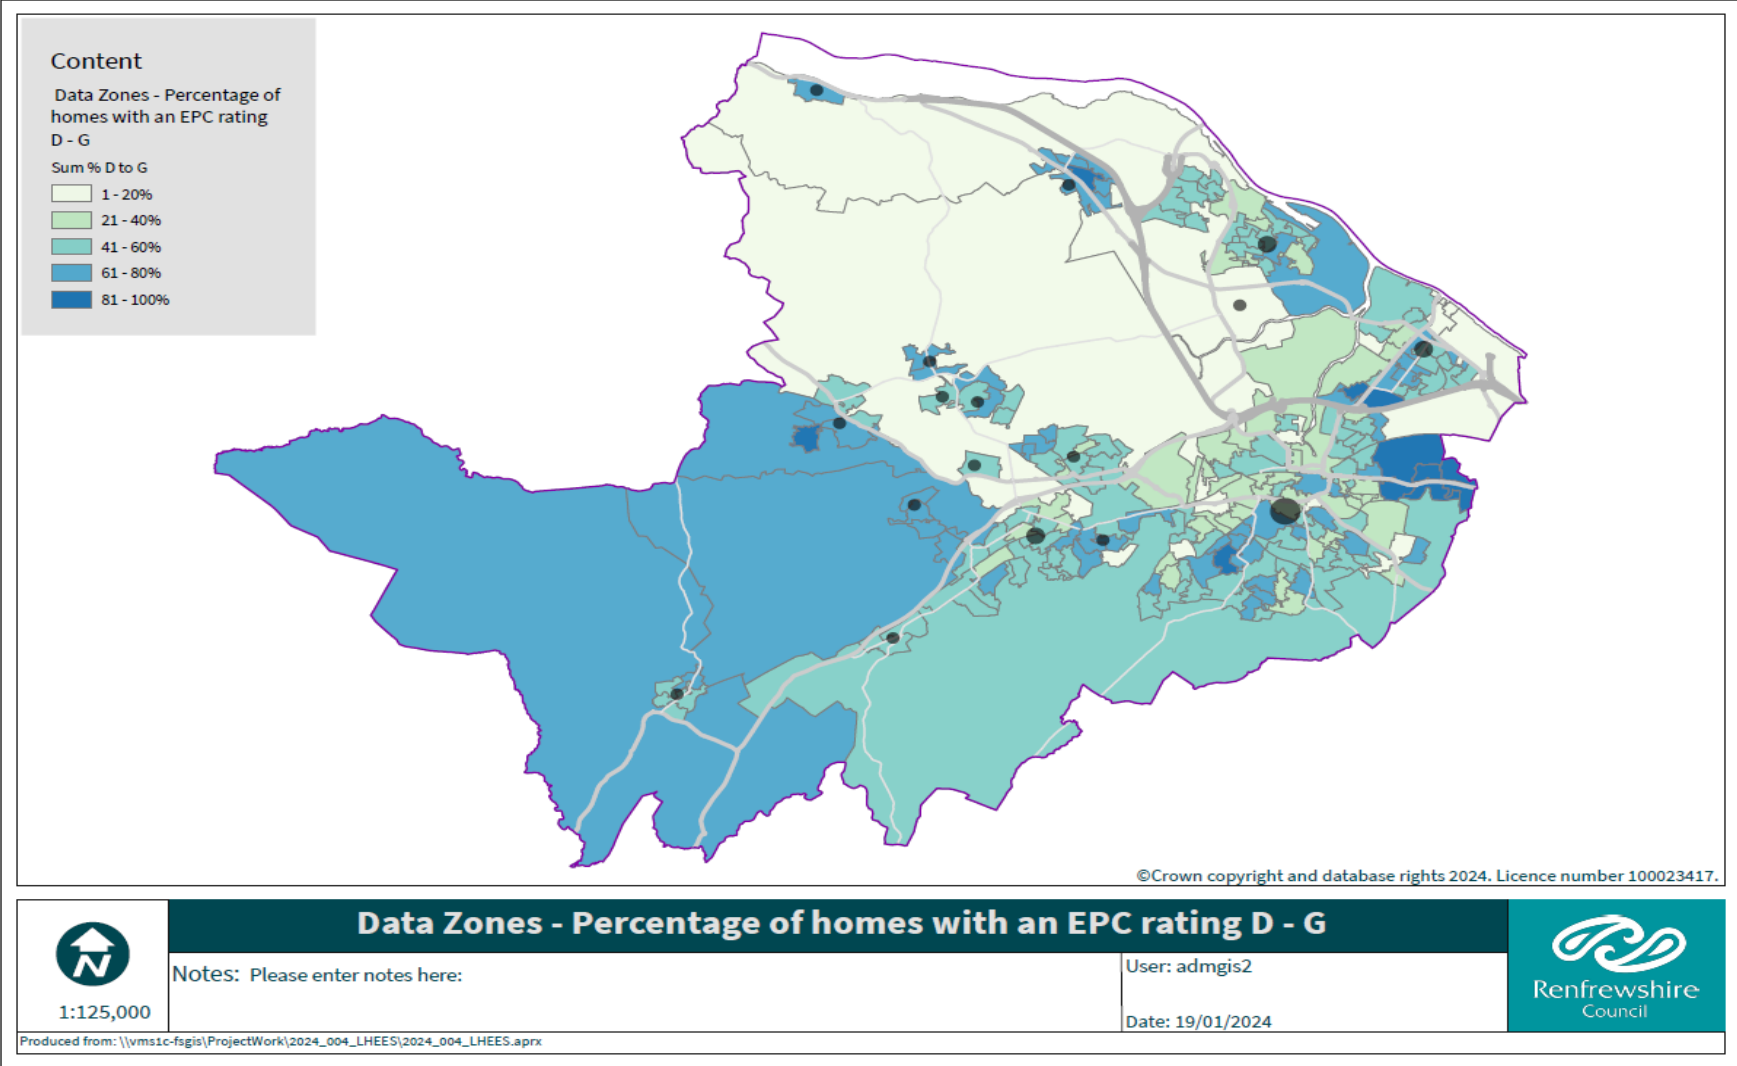 Content
Data Zones - Percentage of
homes with an EPC rating
D - G
Sum % D to G
1 - 20%
21 - 40%
41 - 60%
61 - 80%
81 - 100%
©Crown copyright and database rights 2024. Licence number 100023417.
N
1:125,000
Data Zones - Percentage of homes with an EPC rating D - G
Notes: Please enter notes here:
User: admgis2
Date: 19/01/2024
Renfrewshire
Council
Produced from: \\vms1c-fsgis\ProjectWork\2024_004_LHEES\2024_004_LHEES.aprx